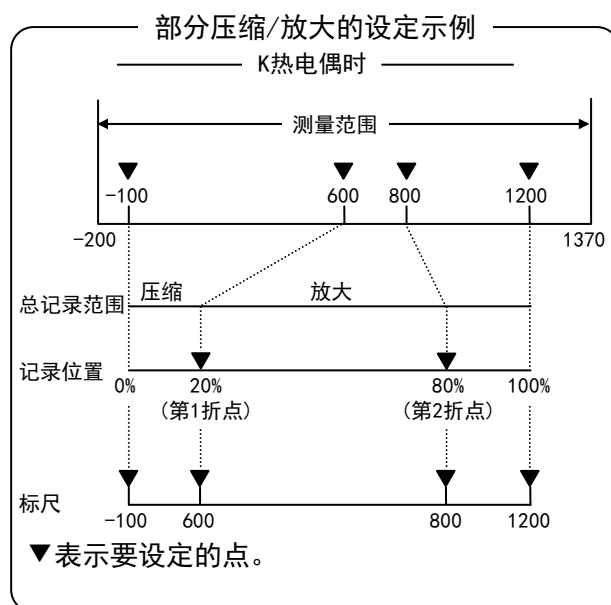 部分压缩/放大的设定示例
K热电偶时
测量范围
-100 600 800 1200
-200 1370
总记录范围 压缩 放大
记录位置
0% 20% 80% 100%
(第1折点) (第2折点)
标尺
-100 600 800 1200
▼表示要设定的点。